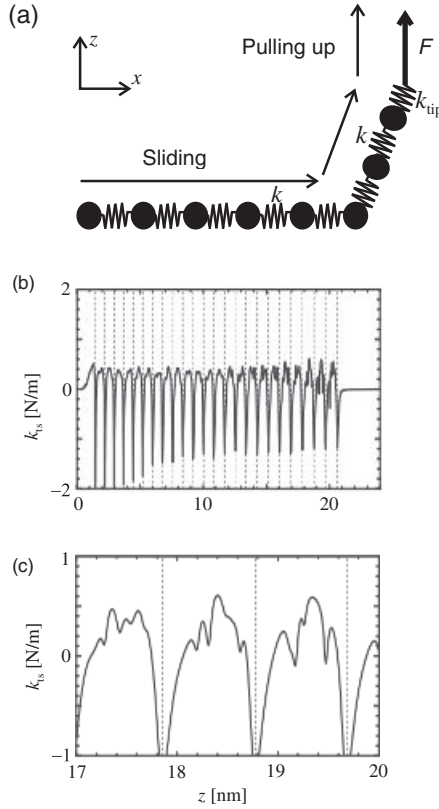 (a)
z
x
Pulling up
F
k_tip
k
Sliding
k
(b)
2
0
−2
k_ts [N/m]
0
10
20
(c)
1
0
−1
k_ts [N/m]
17
18
19
20
z [nm]